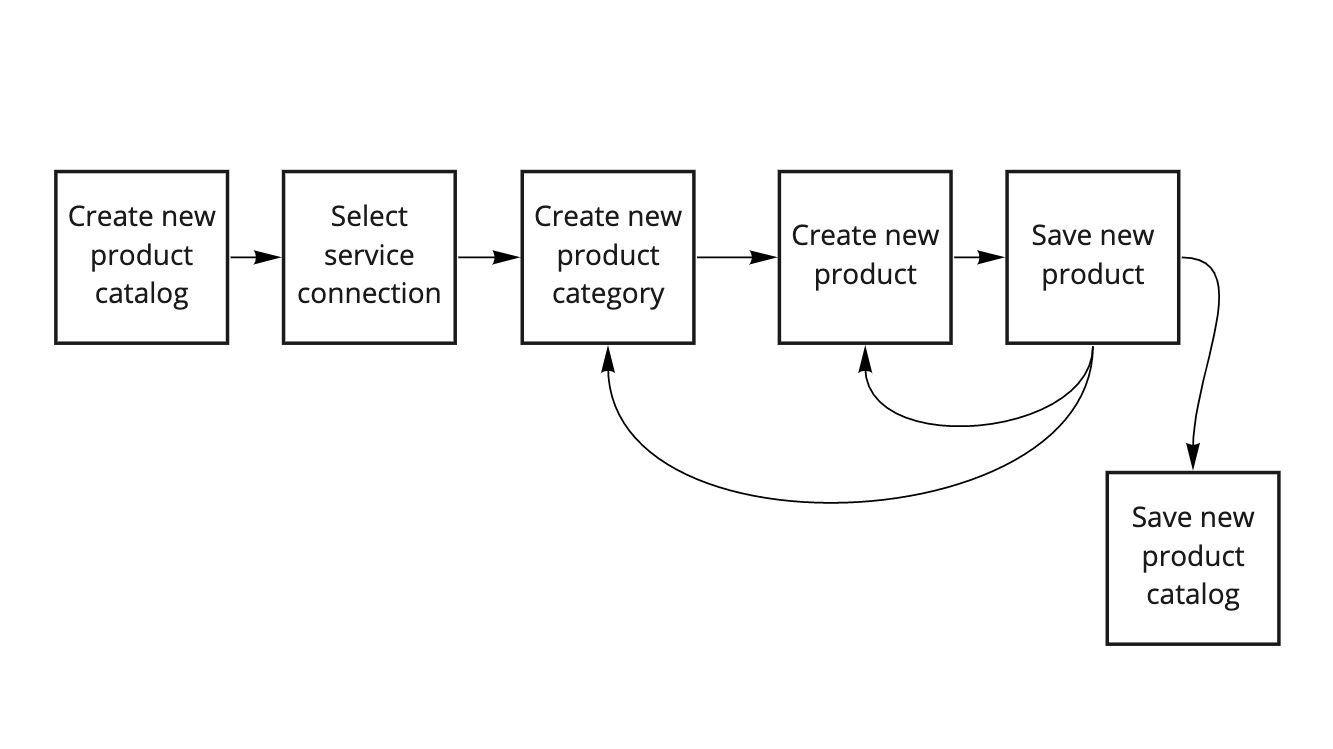 Create new
product
catalog
Select
service
connection
Create new
product
category
Create new
product
Save new
product
Save new
product
catalog